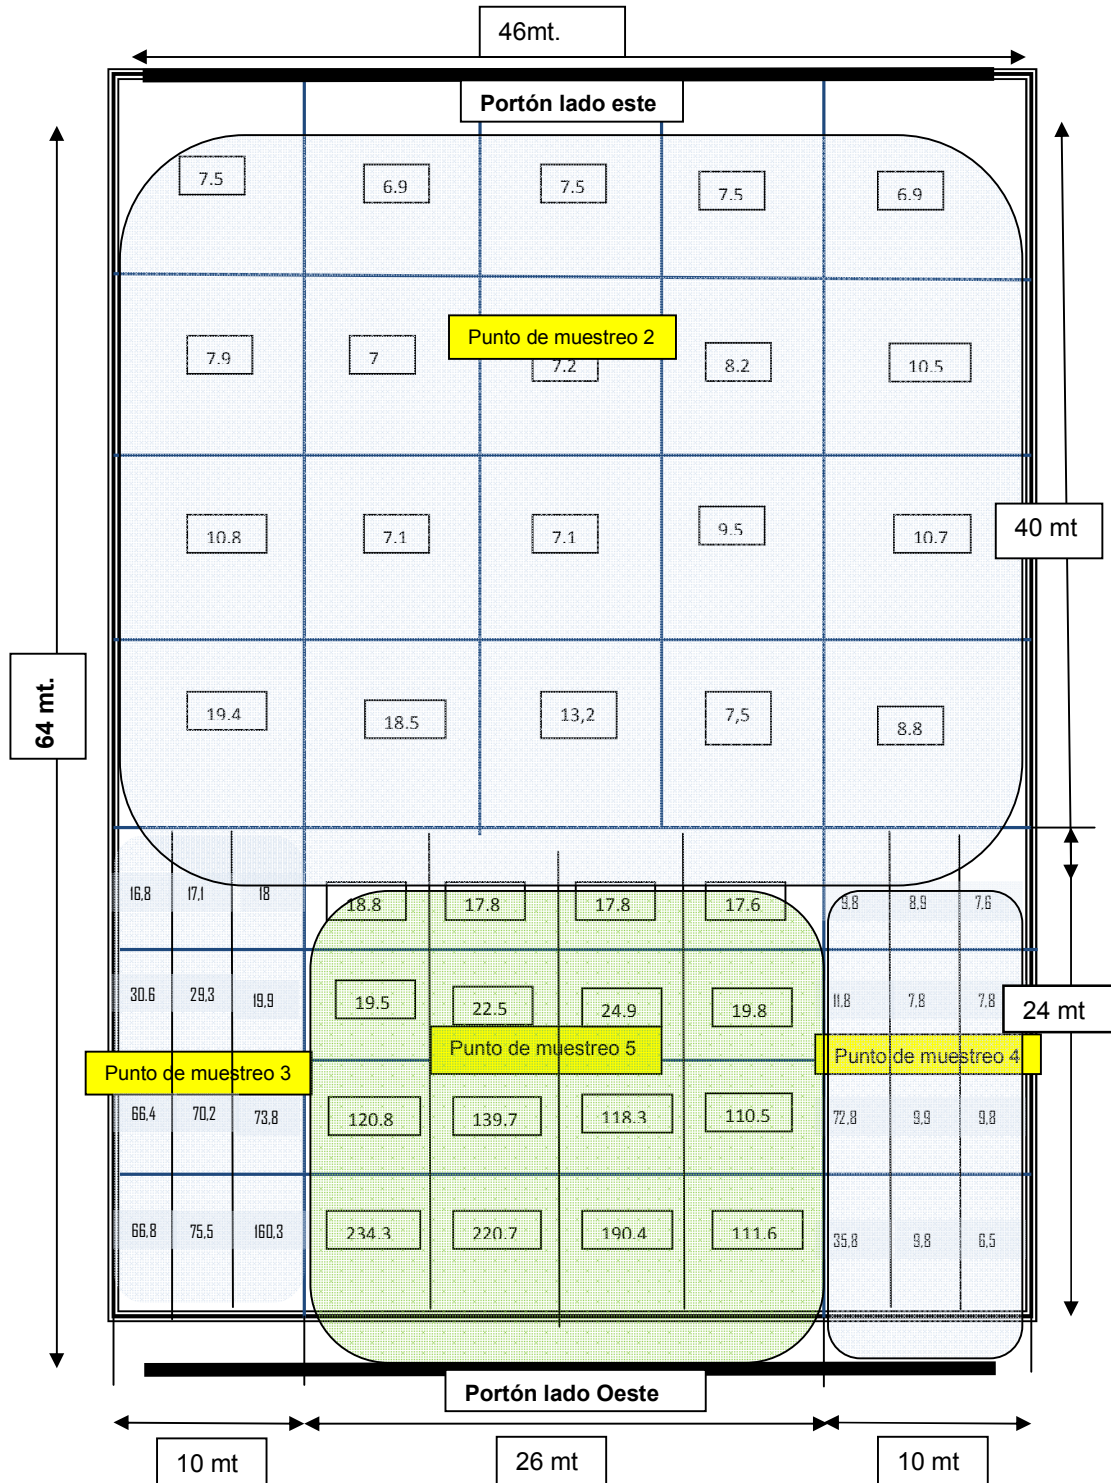 46mt.
Portón lado este
7.5 6.9 7.5 7.5 6.9
Punto de muestreo 2
7.9 7 7.2 8.2 10.5
10.8 7.1 7.1 9.5 10.7
40 mt
64 mt.
19.4 18.5 13,2 7,5 8.8
16,8 17,1 18 18.8 17.8 17.8 17.6 9,8 8,9 7,6
30.6 29,3 19,9 19.5 22.5 24.9 19.8 11,8 7,8 7,8
24 mt
Punto de muestreo 3
Punto de muestreo 5
Punto de muestreo 4
66,4 70,2 73,8 120.8 139.7 118.3 110.5 72,8 9,9 9,8
66,8 75,5 160,3 234.3 220.7 190.4 111.6 35,8 9,8 6,5
Portón lado Oeste
10 mt 26 mt 10 mt